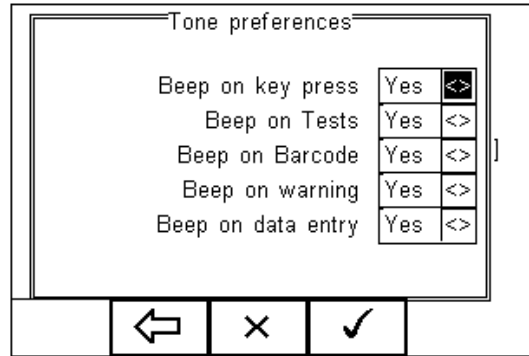 Tone preferences
Beep on key press Yes <>
Beep on Tests Yes <>
Beep on Barcode Yes <>
Beep on warning Yes <>
Beep on data entry Yes <>
]